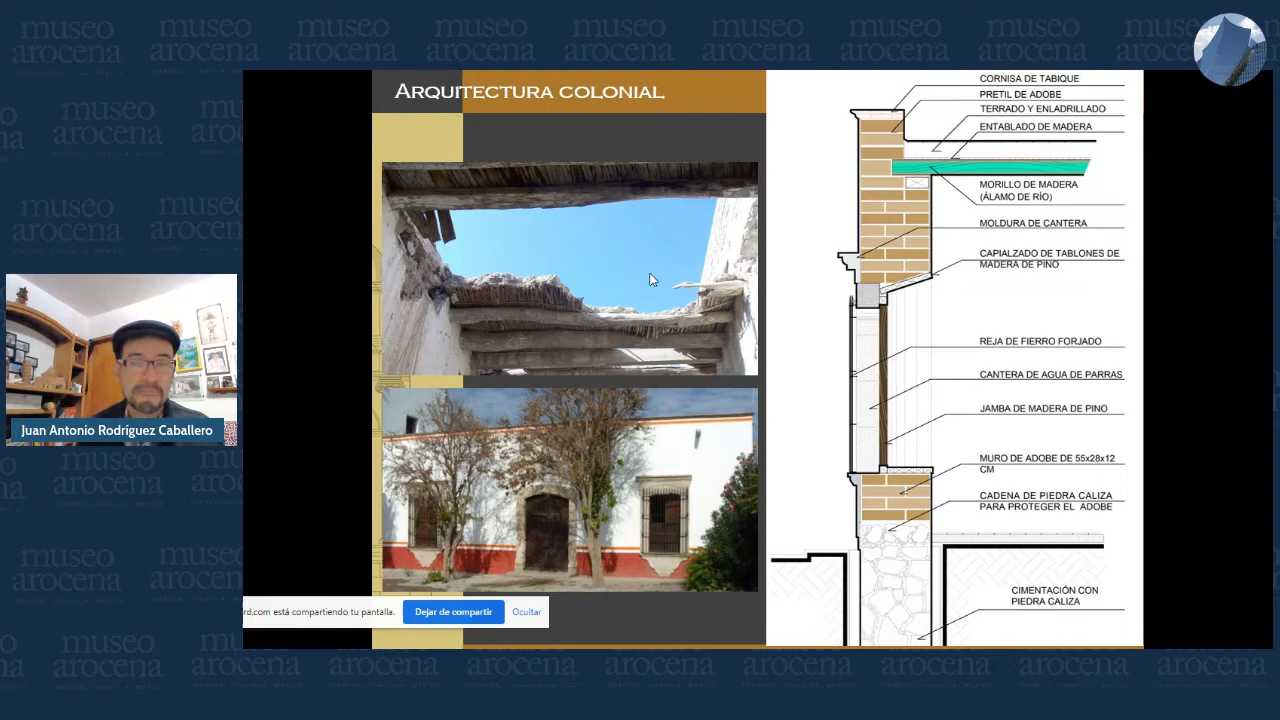 museo arocena
ARQUITECTURA COLONIAL
CORNISA DE TABIQUE
PRETIL DE ADOBE
TERRADO Y ENLADRILLADO
ENTABLADO DE MADERA
MORILLO DE MADERA
(ÁLAMO DE RÍO)
MOLDURA DE CANTERA
CAPIALZADO DE TABLONES DE
MADERA DE PINO
REJA DE FIERRO FORJADO
CANTERA DE AGUA DE PARRAS
JAMBA DE MADERA DE PINO
MURO DE ADOBE DE 55x28x12
CM
CADENA DE PIEDRA CALIZA
PARA PROTEGER EL ADOBE
CIMENTACIÓN CON
PIEDRA CALIZA
Juan Antonio Rodríguez Caballero
rd.com está compartiendo tu pantalla.
Dejar de compartir
Ocultar